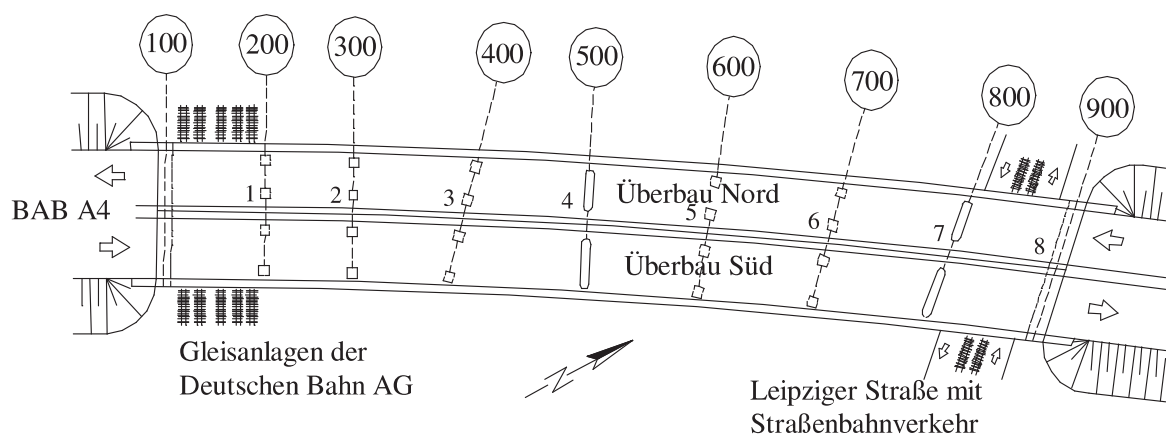 100
200
300
400
500
600
700
800
900
1
2
3
4
5
6
7
8
Überbau Nord
BAB A4
Überbau Süd
N
Gleisanlagen der
Deutschen Bahn AG
Leipziger Straße mit
Straßenbahnverkehr